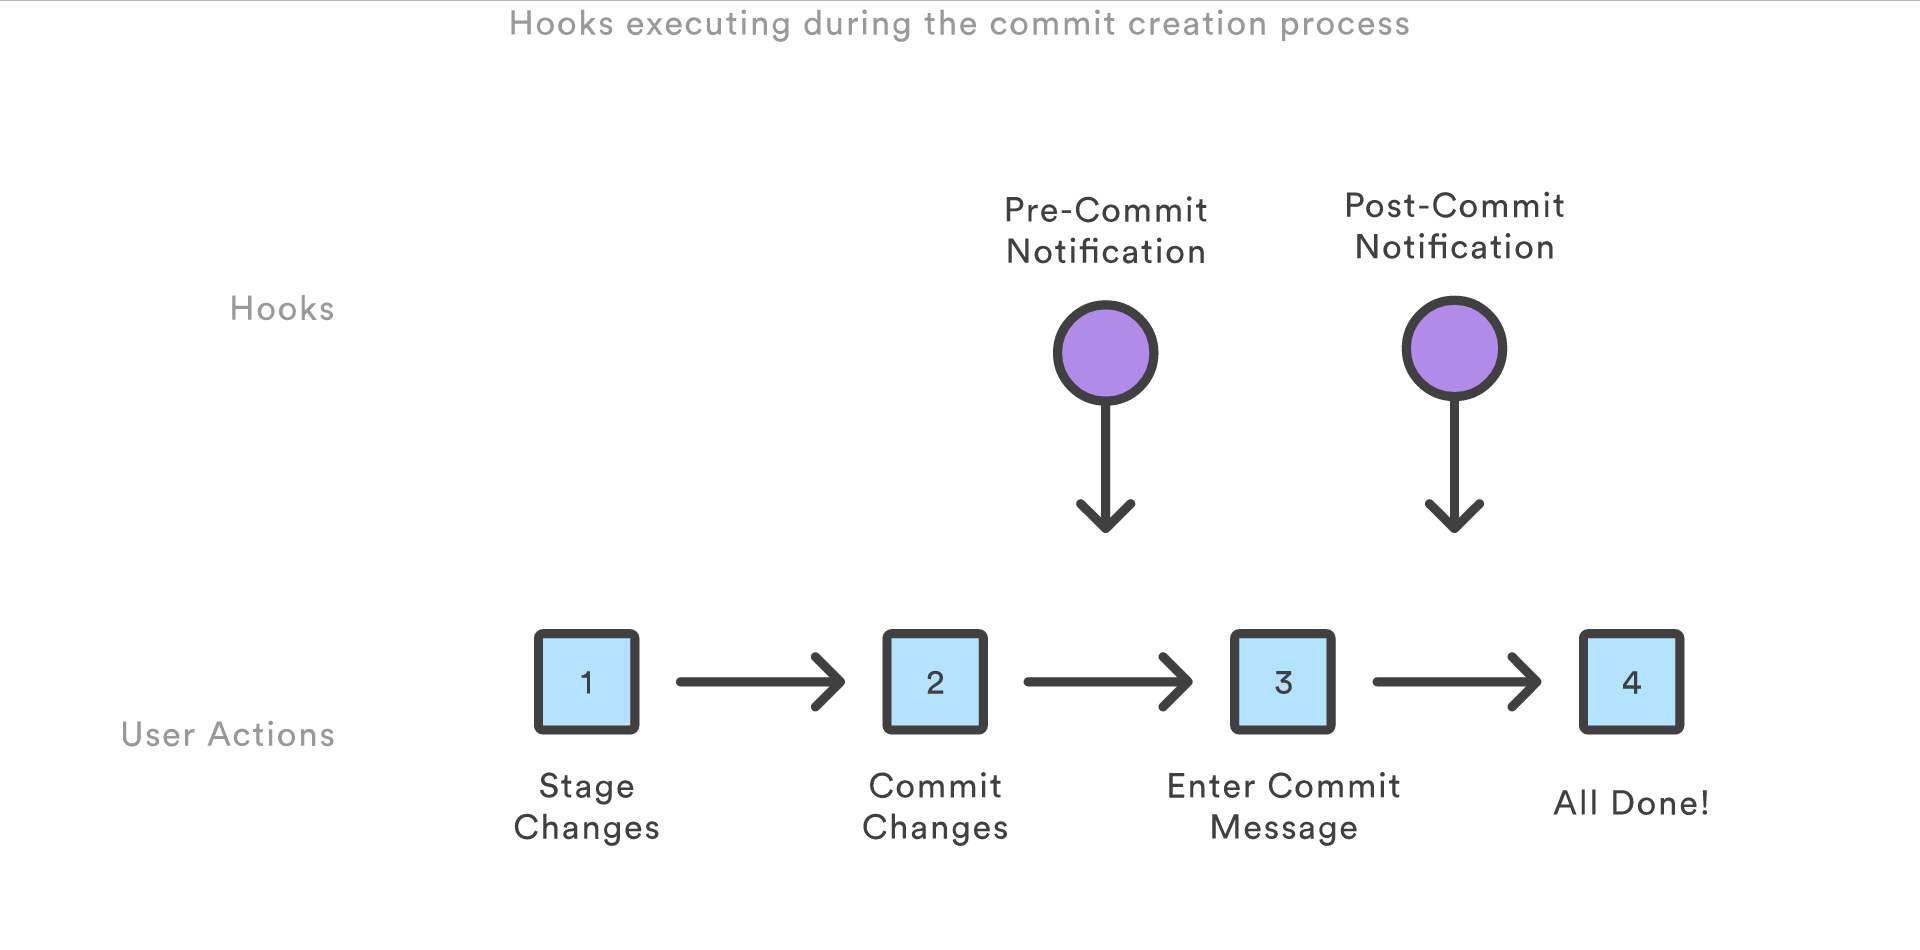 Hooks executing during the commit creation process
Pre-Commit
Notification
Post-Commit
Notification
Hooks
1
2
3
4
User Actions
Stage
Changes
Commit
Changes
Enter Commit
Message
All Done!